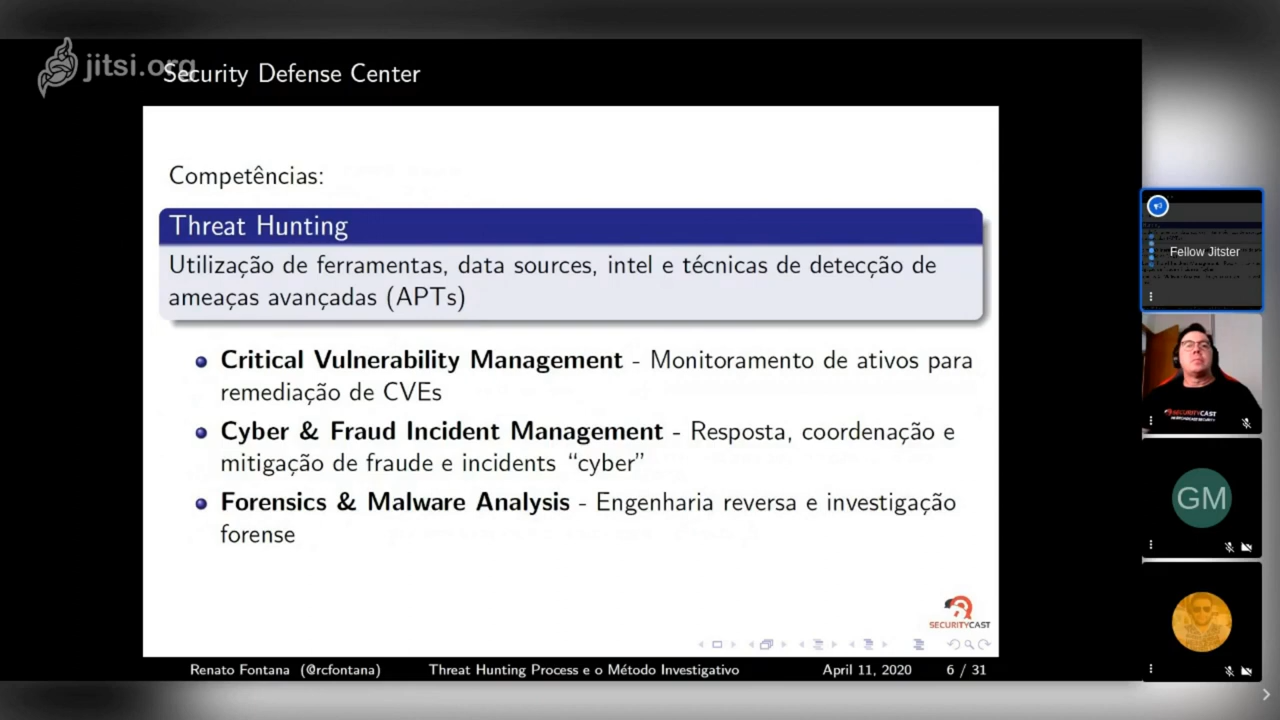 jitsi.org
Security Defense Center
Competências:
Threat Hunting
Utilização de ferramentas, data sources, intel e técnicas de detecção de
ameaças avançadas (APTs)
Critical Vulnerability Management - Monitoramento de ativos para
remediação de CVEs
Cyber & Fraud Incident Management - Resposta, coordenação e
mitigação de fraude e incidents “cyber”
Forensics & Malware Analysis - Engenharia reversa e investigação
forense
SECURITYCAST
Renato Fontana (@rcfontana) Threat Hunting Process e o Método Investigativo April 11, 2020 6 / 31
Fellow Jitster
SECURITYCAST
GM